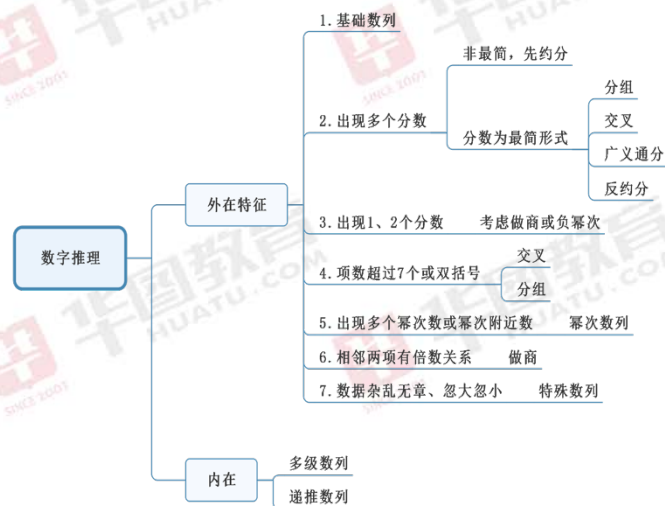 数字推理
外在特征
1.基础数列
2.出现多个分数
非最简，先约分
分数为最简形式
分组
交叉
广义通分
反约分
3.出现1、2个分数 考虑做商或负幂次
4.项数超过7个或双括号
交叉
分组
5.出现多个幂次数或幂次附近数 幂次数列
6.相邻两项有倍数关系 做商
7.数据杂乱无章、忽大忽小 特殊数列
内在
多级数列
递推数列
华图教育
HUATU.COM
SINCE 2001